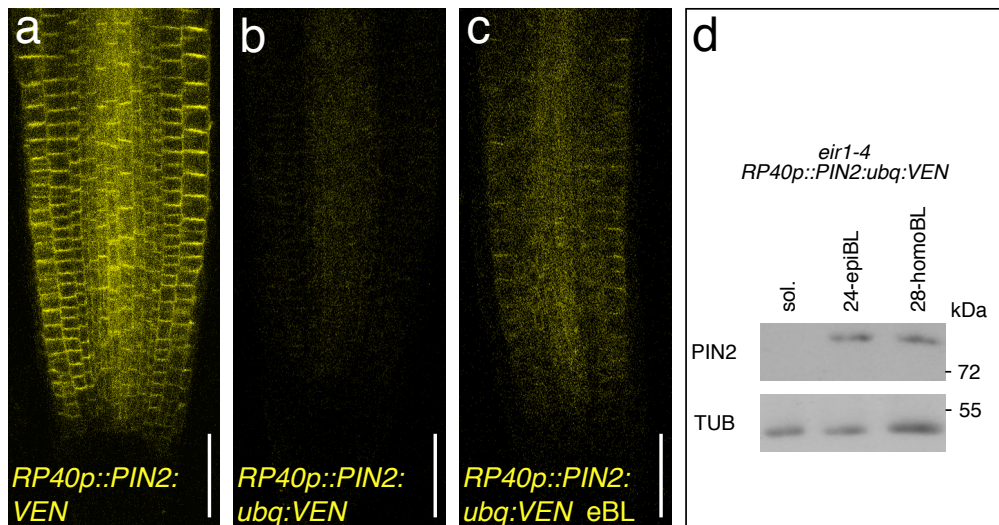 a
RP40p::PIN2:
VEN
b
RP40p::PIN2:
ubq:VEN
c
RP40p::PIN2:
ubq:VEN eBL
d
eir1-4
RP40p::PIN2:ubq:VEN
sol.
24-epiBL
28-homoBL
kDa
PIN2
- 72
- 55
TUB